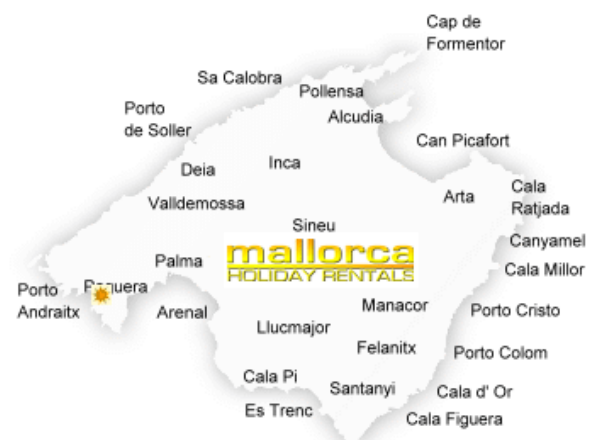 Cap de
Formentor
Sa Calobra
Pollensa
Porto
de Soller
Alcudia
Can Picafort
Inca
Deia
Arta
Cala
Ratjada
Valldemossa
Sineu
Canyamel
mallorca
HOLIDAY RENTALS
Palma
Cala Millor
Porto
Andraitx
Paguera
Arenal
Manacor
Porto Cristo
Llucmajor
Felanitx
Porto Colom
Cala Pi
Santanyi
Cala d' Or
Es Trenc
Cala Figuera